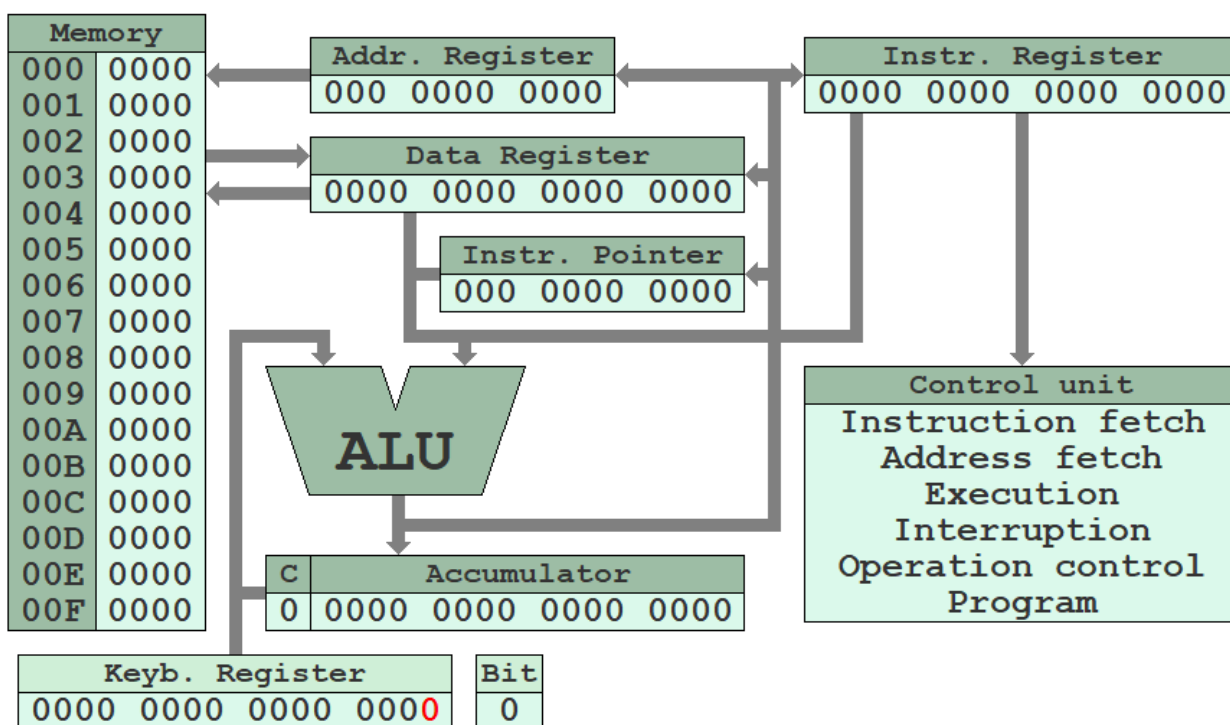 Memory
000 0000
001 0000
002 0000
003 0000
004 0000
005 0000
006 0000
007 0000
008 0000
009 0000
00A 0000
00B 0000
00C 0000
00D 0000
00E 0000
00F 0000
Addr. Register
000 0000 0000
Instr. Register
0000 0000 0000 0000
Data Register
0000 0000 0000 0000
Instr. Pointer
000 0000 0000
ALU
Control unit
Instruction fetch
Address fetch
Execution
Interruption
Operation control
Program
C Accumulator
0 0000 0000 0000 0000
Keyb. Register
0000 0000 0000 0000
Bit
0